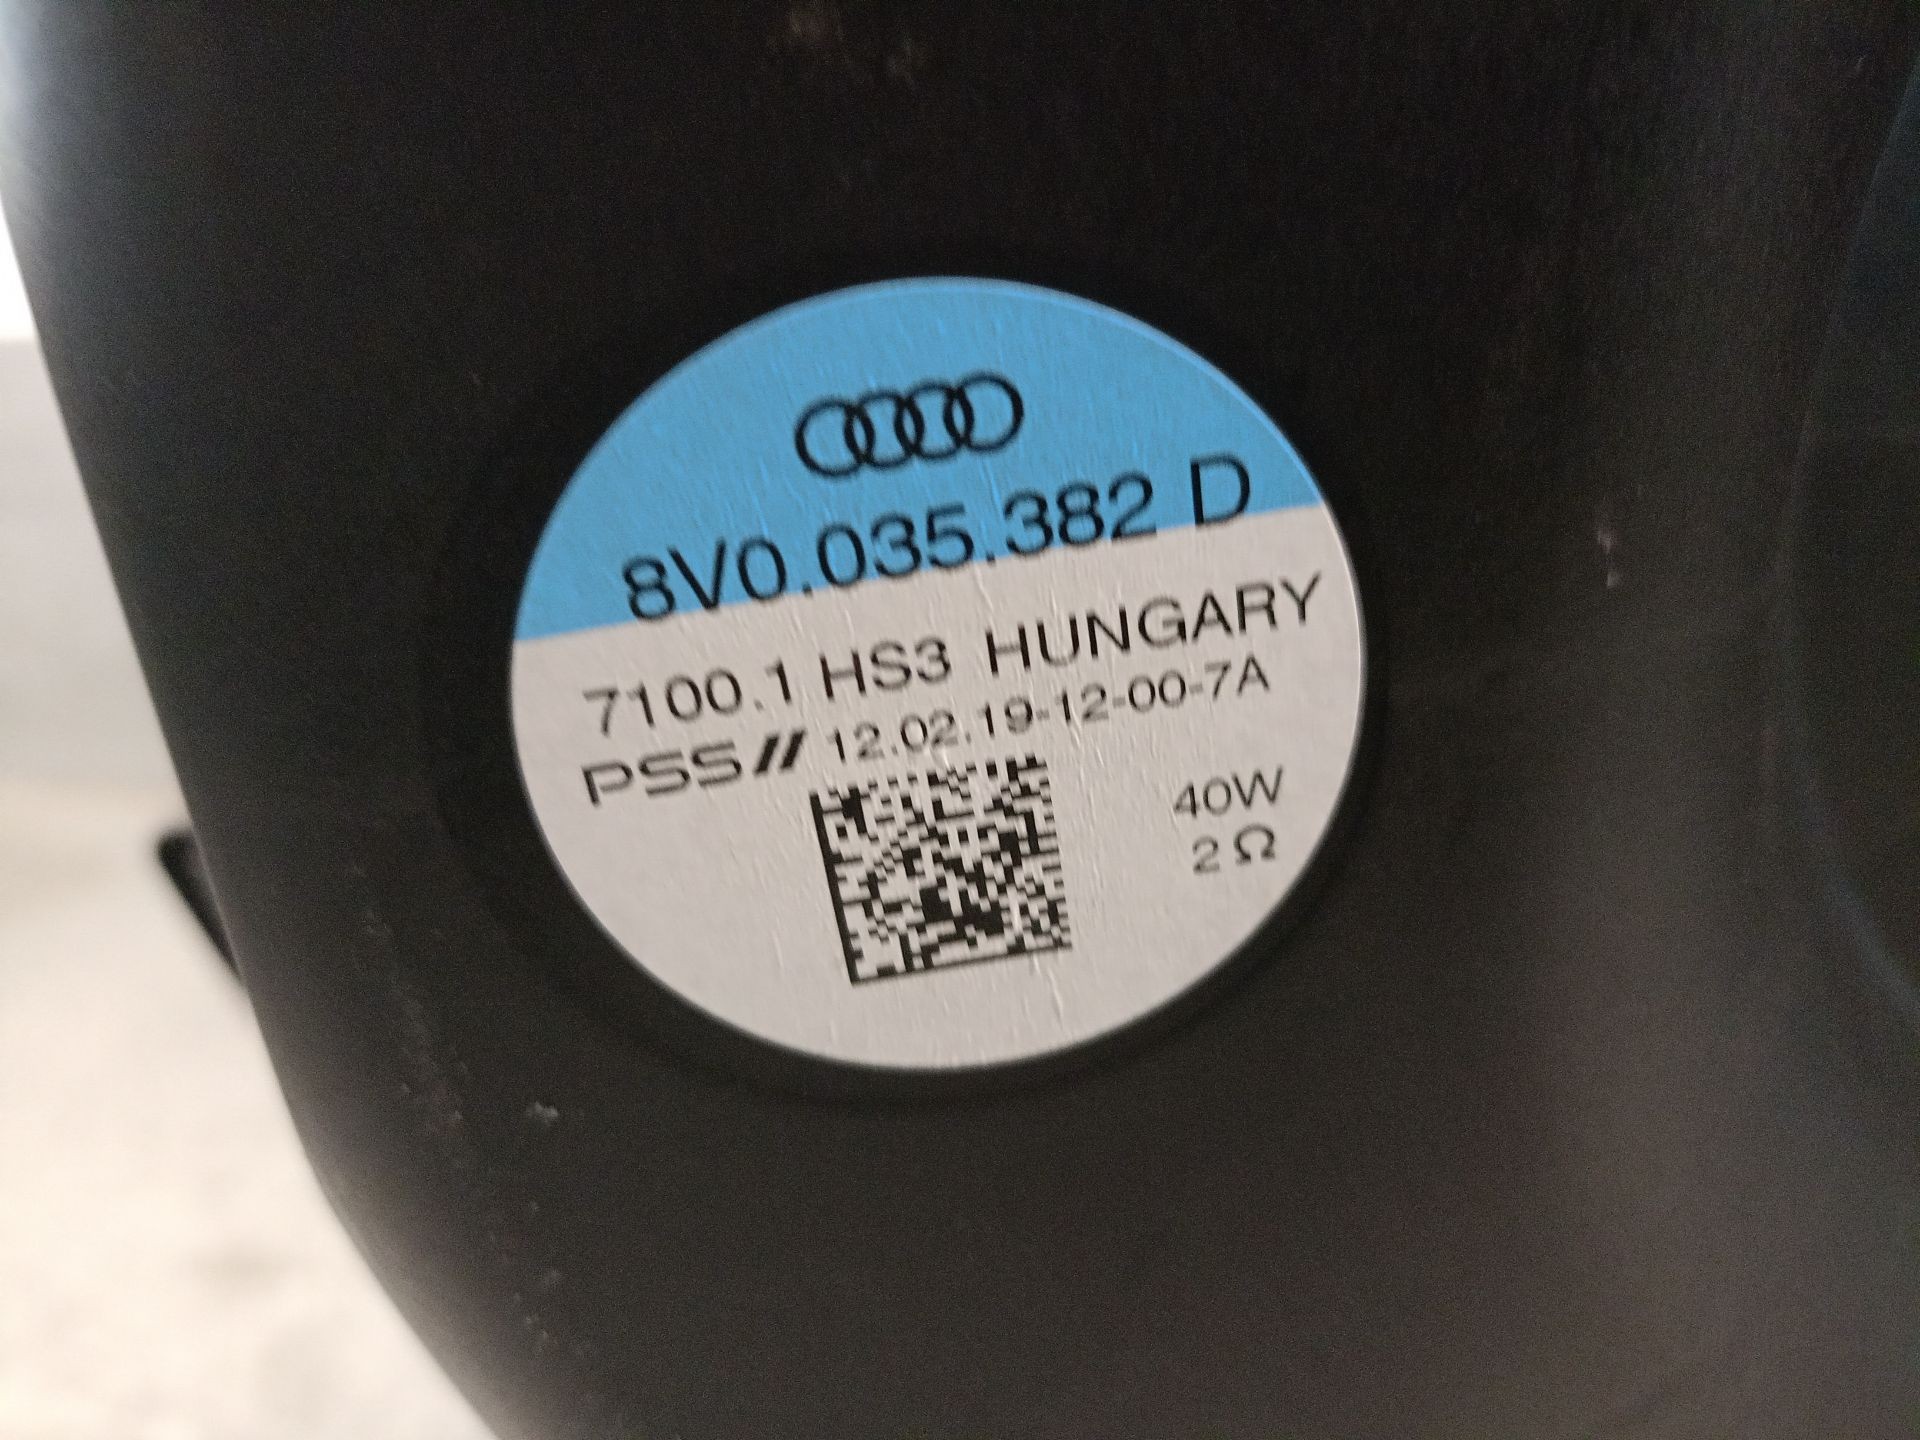 8V0.035.382 D
7100.1 HS3 HUNGARY
PSS// 12.02.19-12-00-7A
40W
2 Ω